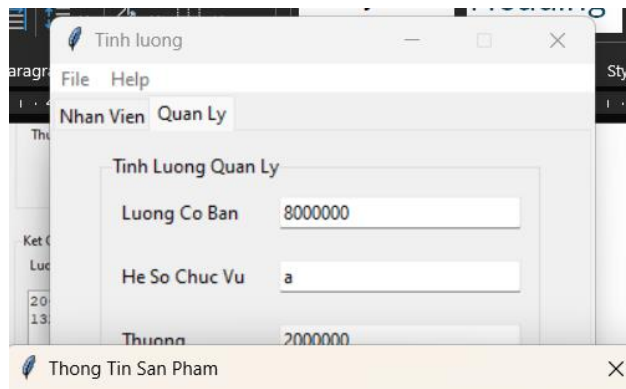 Tinh luong
File Help
Nhan Vien Quan Ly
Tinh Luong Quan Ly
Luong Co Ban 8000000
He So Chuc Vu a
Thuong 2000000
Thong Tin San Pham